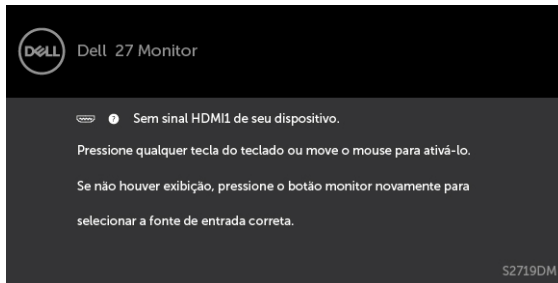 DELL
Dell 27 Monitor
? Sem sinal HDMI1 de seu dispositivo.
Pressione qualquer tecla do teclado ou move o mouse para ativá-lo.
Se não houver exibição, pressione o botão monitor novamente para
selecionar a fonte de entrada correta.
S2719DM